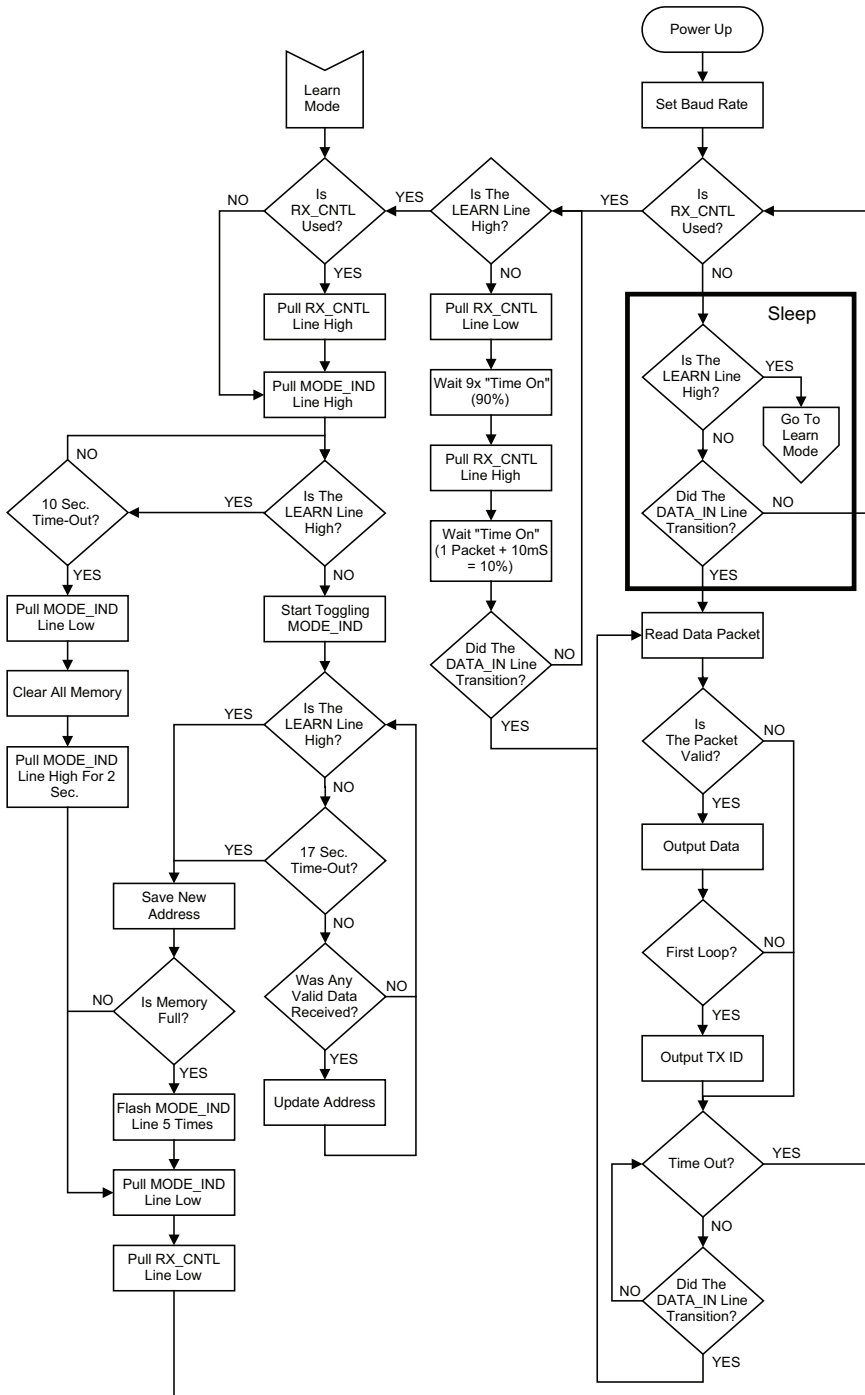 Power Up
Set Baud Rate
Is
RX_CNTL
Used?
YES
NO
Sleep
Is The
LEARN Line
High?
YES
Go To
Learn
Mode
NO
Did The
DATA_IN Line
Transition?
NO
YES
Read Data Packet
Is
The Packet
Valid?
NO
YES
Output Data
First Loop?
NO
YES
Output TX ID
Time Out?
YES
NO
Did The
DATA_IN Line
Transition?
NO
YES
Is The
LEARN Line
High?
YES
NO
Pull RX_CNTL
Line Low
Wait 9x "Time On"
(90%)
Pull RX_CNTL
Line High
Wait "Time On"
(1 Packet + 10mS
= 10%)
Did The
DATA_IN Line
Transition?
NO
YES
Learn
Mode
Is
RX_CNTL
Used?
NO
YES
Pull RX_CNTL
Line High
Pull MODE_IND
Line High
Is The
LEARN Line
High?
YES
NO
10 Sec.
Time-Out?
NO
YES
Pull MODE_IND
Line Low
Clear All Memory
Pull MODE_IND
Line High For 2
Sec.
Start Toggling
MODE_IND
Is The
LEARN Line
High?
YES
NO
17 Sec.
Time-Out?
YES
NO
Was Any
Valid Data
Received?
NO
YES
Update Address
Save New
Address
Is Memory
Full?
NO
YES
Flash MODE_IND
Line 5 Times
Pull MODE_IND
Line Low
Pull RX_CNTL
Line Low